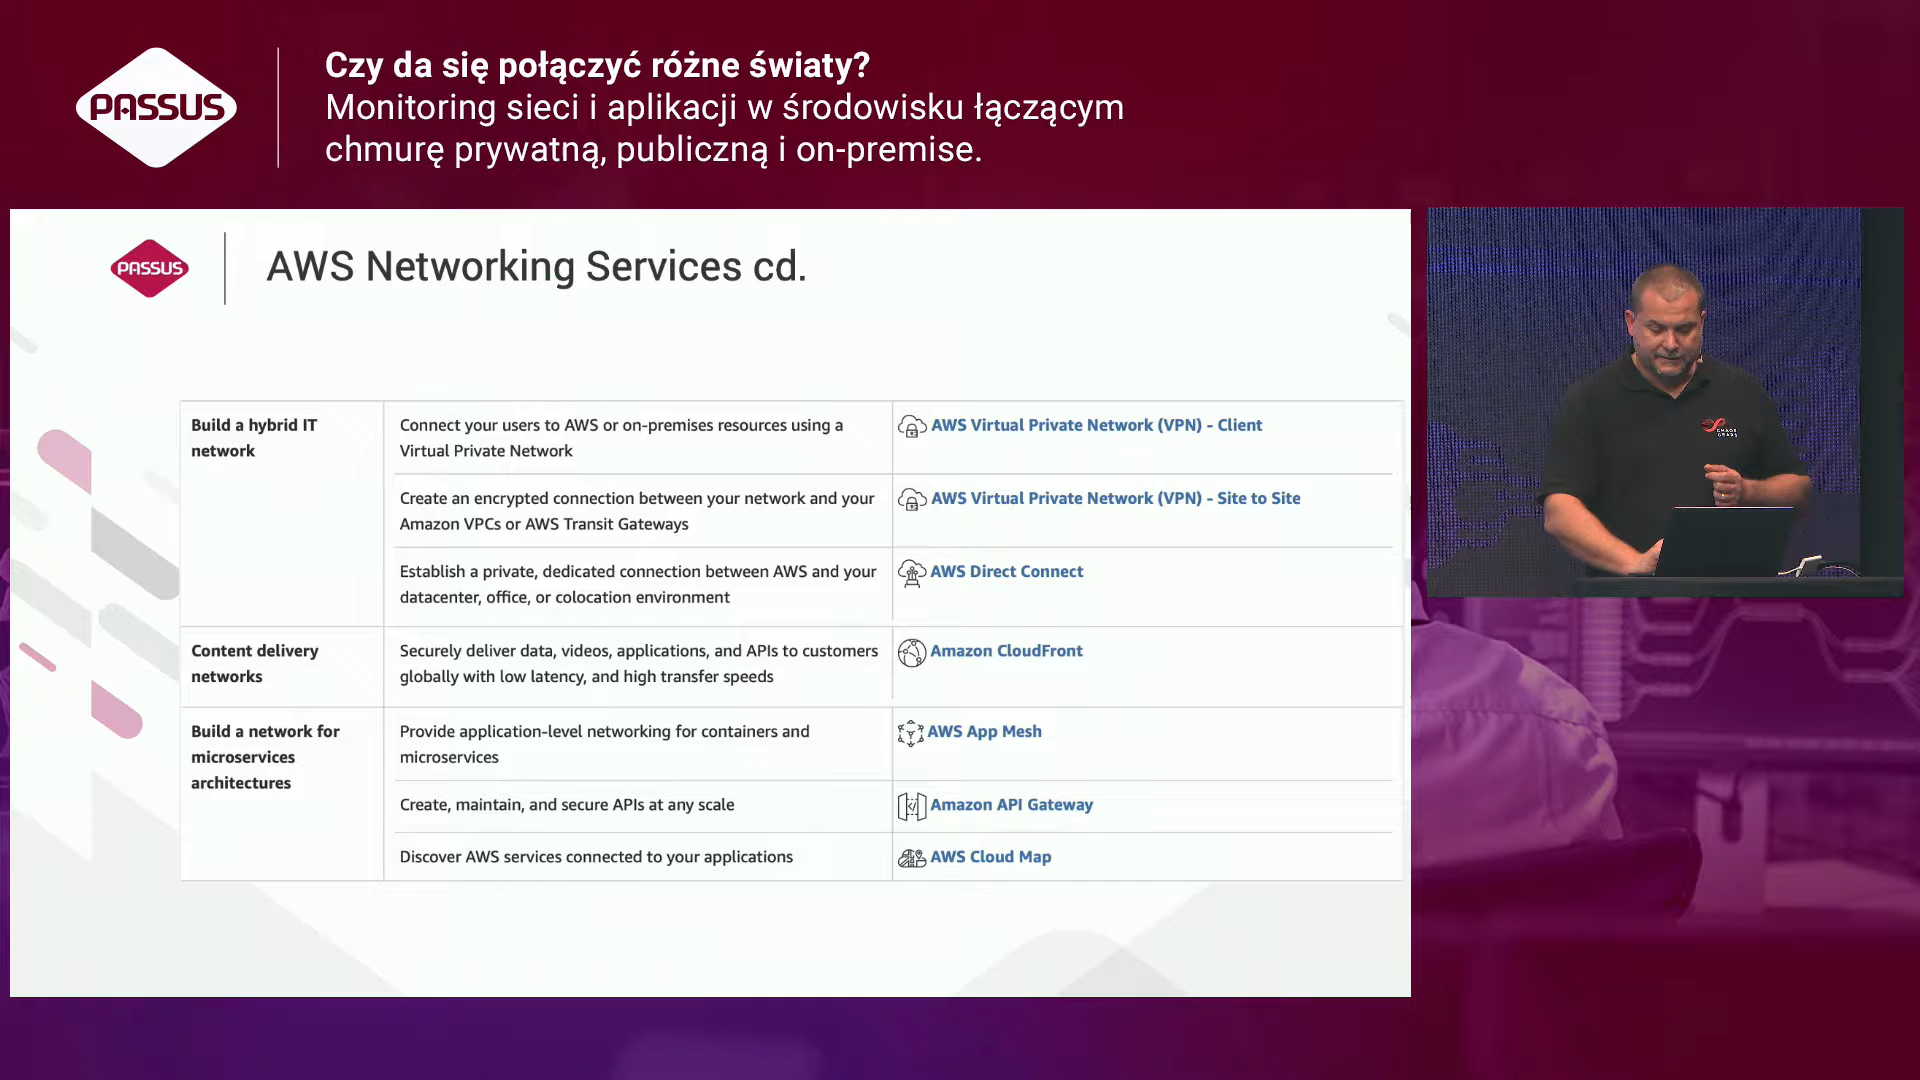 PASSUS
Czy da się połączyć różne światy?
Monitoring sieci i aplikacji w środowisku łączącym
chmurę prywatną, publiczną i on-premise.
PASSUS
AWS Networking Services cd.
Build a hybrid IT
network
Connect your users to AWS or on-premises resources using a
Virtual Private Network
AWS Virtual Private Network (VPN) - Client
Create an encrypted connection between your network and your
Amazon VPCs or AWS Transit Gateways
AWS Virtual Private Network (VPN) - Site to Site
Establish a private, dedicated connection between AWS and your
datacenter, office, or colocation environment
AWS Direct Connect
Content delivery
networks
Securely deliver data, videos, applications, and APIs to customers
globally with low latency, and high transfer speeds
Amazon CloudFront
Build a network for
microservices
architectures
Provide application-level networking for containers and
microservices
AWS App Mesh
Create, maintain, and secure APIs at any scale
Amazon API Gateway
Discover AWS services connected to your applications
AWS Cloud Map
CHAOS
GEARS